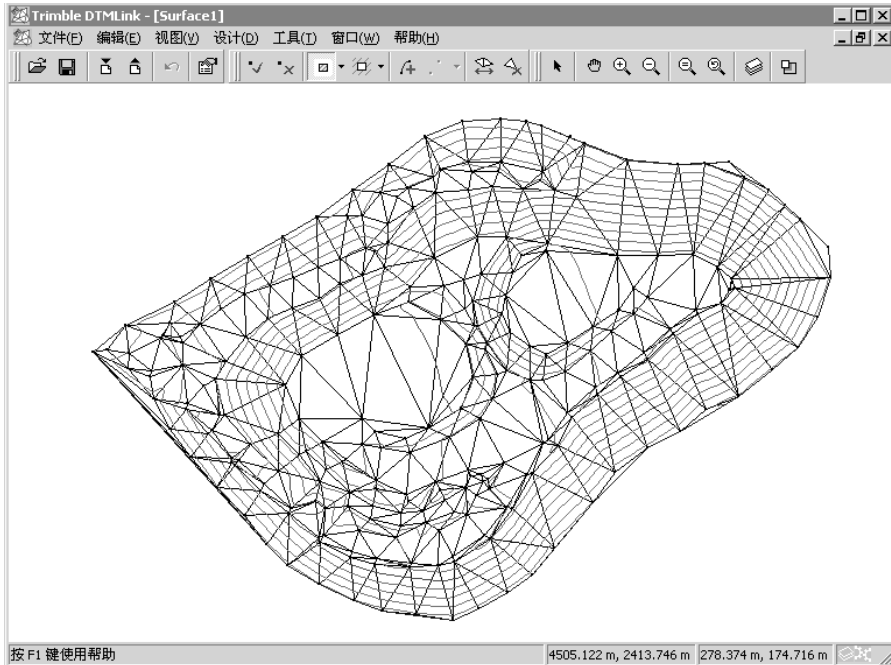 Trimble DTMLink - [Surface1]
文件(F) 编辑(E) 视图(V) 设计(D) 工具(I) 窗口(W) 帮助(H)
按 F1 键使用帮助 4505.122 m, 2413.746 m 278.374 m, 174.716 m